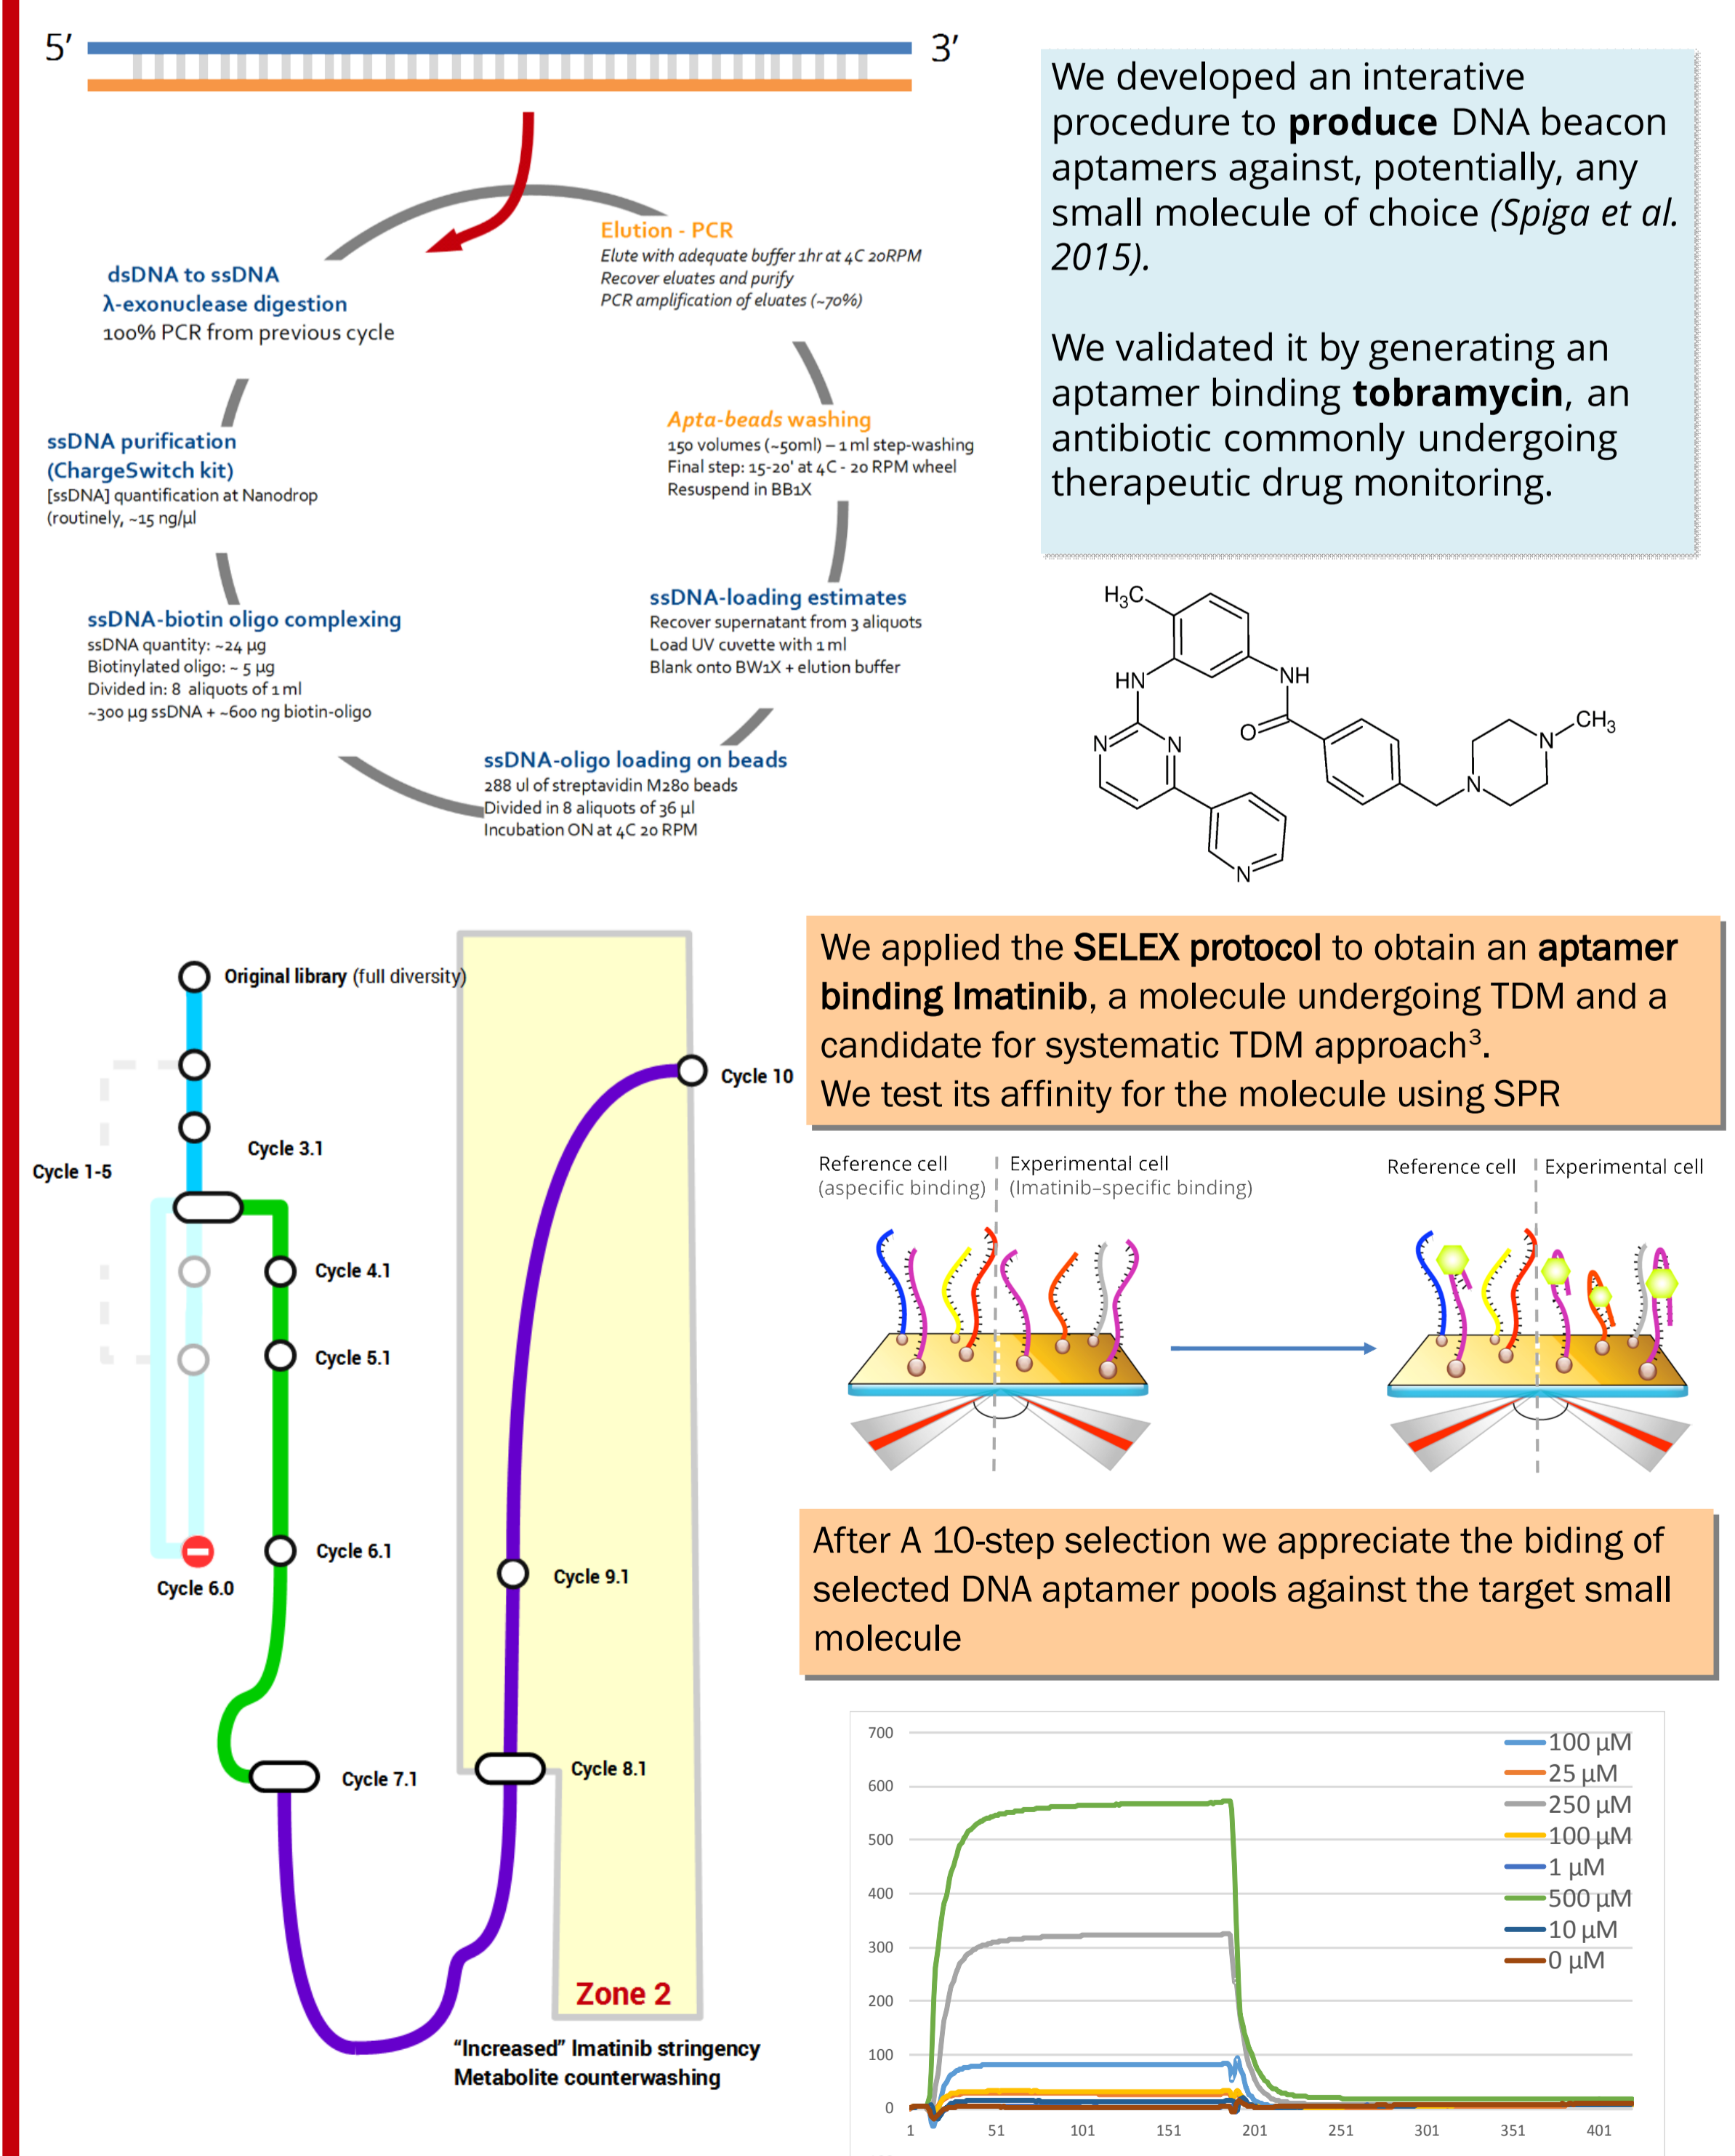 5’
3’
We developed an interative
procedure to produce DNA beacon
aptamers against, potentially, any
small molecule of choice (Spiga et al.
2015).
We validated it by generating an
aptamer binding tobramycin, an
antibiotic commonly undergoing
therapeutic drug monitoring.
Elution - PCR
Elute with adequate buffer 1hr at 4C 20RPM
Recover eluates and purify
PCR amplification of eluates (~70%)
dsDNA to ssDNA
λ-exonuclease digestion
100% PCR from previous cycle
Apta-beads washing
150 volumes (~50ml) – 1 ml step-washing
Final step: 15-20' at 4C - 20 RPM wheel
Resuspend in BB1X
ssDNA purification
(ChargeSwitch kit)
[ssDNA] quantification at Nanodrop
(routinely, ~15 ng/µl
ssDNA-loading estimates
Recover supernatant from 3 aliquots
Load UV cuvette with 1 ml
Blank onto BW1X + elution buffer
ssDNA-biotin oligo complexing
ssDNA quantity: ~24 µg
Biotinylated oligo: ~ 5 µg
Divided in: 8 aliquots of 1 ml
~300 µg ssDNA + ~600 ng biotin-oligo
ssDNA-oligo loading on beads
288 ul of streptavidin M280 beads
Divided in 8 aliquots of 36 µl
Incubation ON at 4C 20 RPM
H3C
HN
NH
O
N
N
N
CH3
N
N
Original library (full diversity)
Cycle 10
Cycle 3.1
Cycle 1-5
Cycle 4.1
Cycle 5.1
Cycle 6.1
Cycle 6.0
Cycle 9.1
Cycle 7.1
Cycle 8.1
Zone 2
“Increased” Imatinib stringency
Metabolite counterwashing
We applied the SELEX protocol to obtain an aptamer
binding Imatinib, a molecule undergoing TDM and a
candidate for systematic TDM approach3.
We test its affinity for the molecule using SPR
Reference cell
(aspecific binding)
Experimental cell
(Imatinib–specific binding)
Reference cell
Experimental cell
After A 10-step selection we appreciate the biding of
selected DNA aptamer pools against the target small
molecule
700
600
500
400
300
200
100
0
1 51 101 151 201 251 301 351 401
100 µM
25 µM
250 µM
100 µM
1 µM
500 µM
10 µM
0 µM